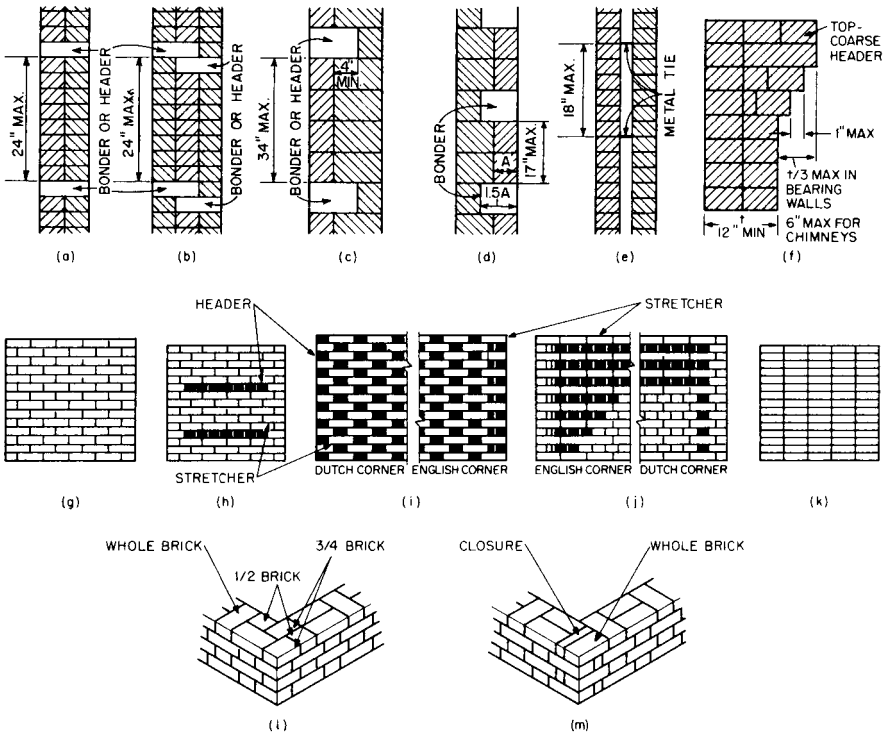 BONDER OR HEADER
24" MAX.
(a)
BONDER OR HEADER
24" MAX.
(b)
BONDER OR HEADER
4"
MIN
34" MAX.
(c)
BONDER
A
1.5A
17" MAX.
(d)
18" MAX.
METAL TIE
(e)
TOP-
COARSE
HEADER
1" MAX
t/3 MAX IN
BEARING
WALLS
6" MAX FOR
CHIMNEYS
t
12" MIN
(f)
HEADER
STRETCHER
STRETCHER
DUTCH CORNER
ENGLISH CORNER
ENGLISH CORNER
DUTCH CORNER
(g)
(h)
(i)
(j)
(k)
WHOLE BRICK
1/2 BRICK
3/4 BRICK
(l)
CLOSURE
WHOLE BRICK
(m)